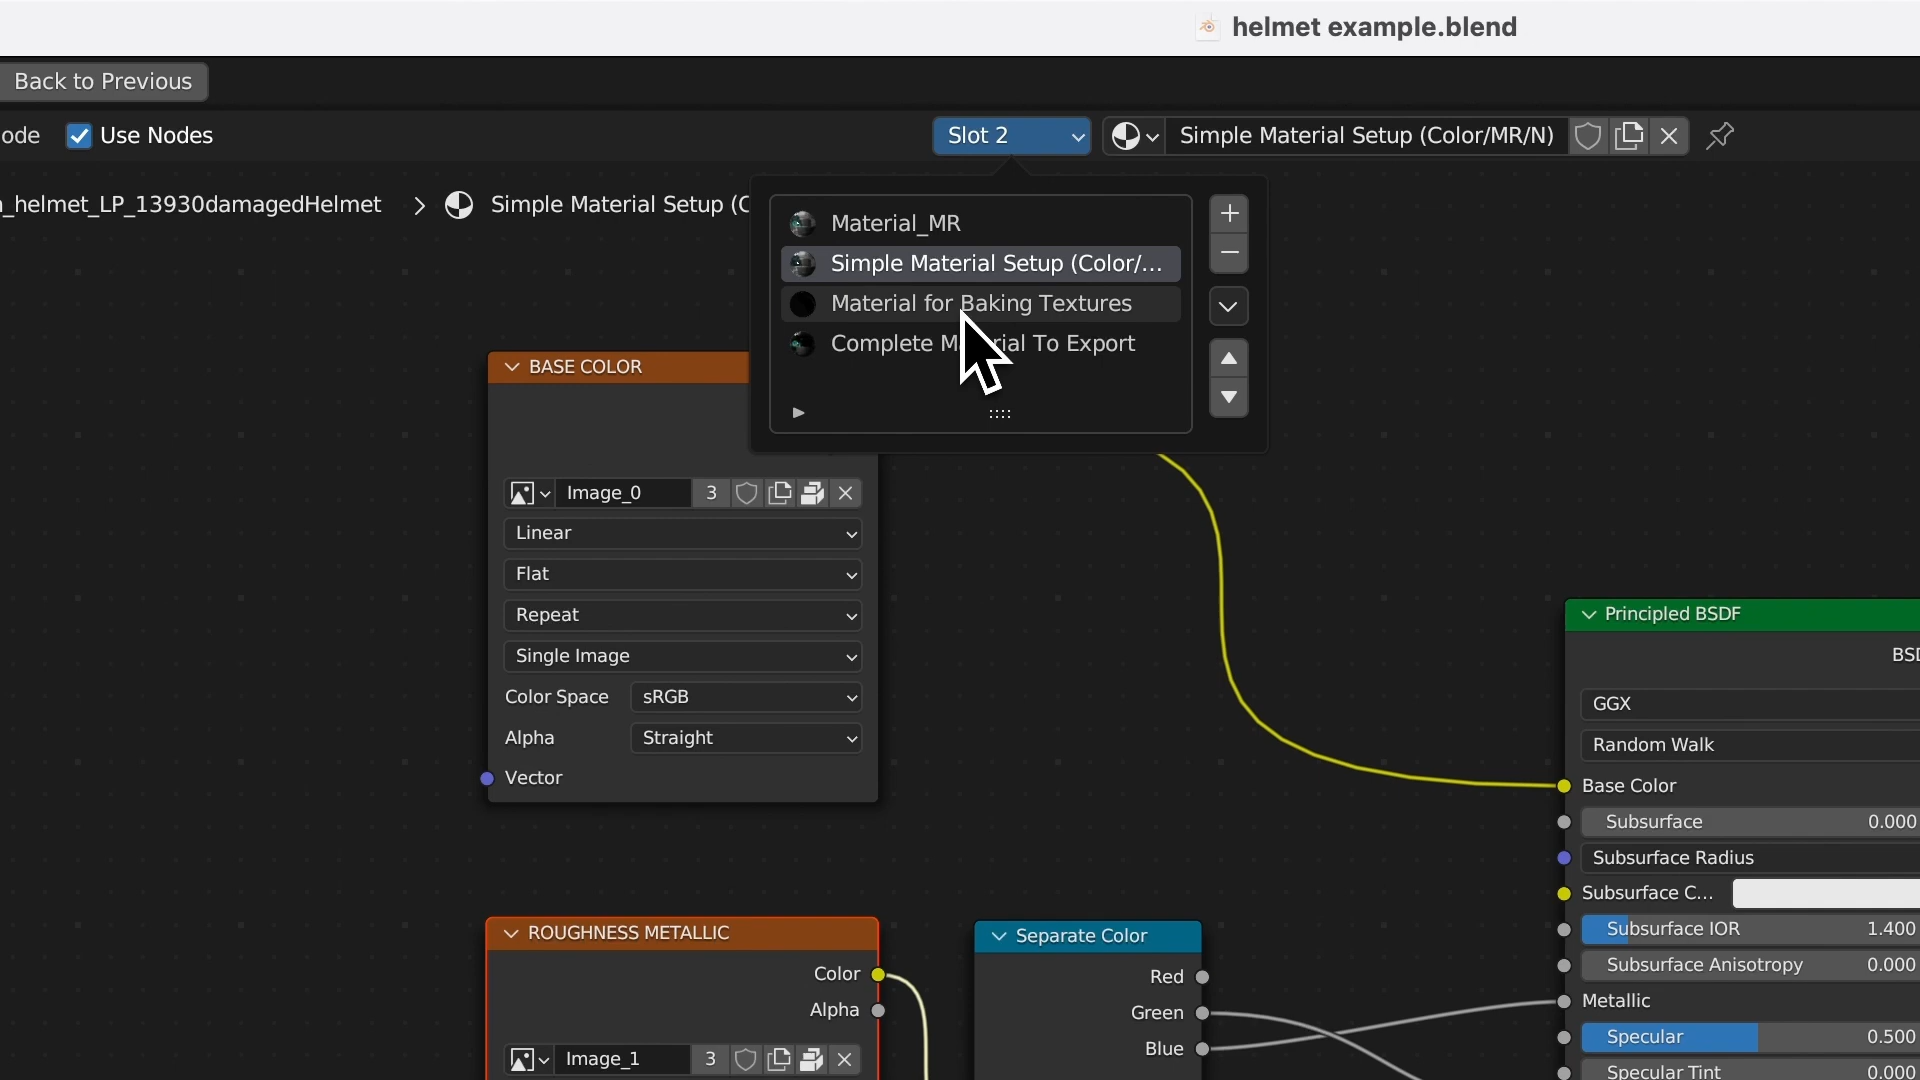 helmet example.blend
Back to Previous
ode
Use Nodes
Slot 2
Simple Material Setup (Color/MR/N)
_helmet_LP_13930damagedHelmet
Simple Material Setup (C
Material_MR
Simple Material Setup (Color/...
Material for Baking Textures
Complete Material To Export
BASE COLOR
Image_0
3
Linear
Flat
Repeat
Single Image
Color Space
sRGB
Alpha
Straight
Vector
ROUGHNESS METALLIC
Color
Alpha
Image_1
3
Separate Color
Red
Green
Blue
Principled BSDF
BSD
GGX
Random Walk
Base Color
Subsurface
0.000
Subsurface Radius
Subsurface C...
Subsurface IOR
1.400
Subsurface Anisotropy
0.000
Metallic
Specular
0.500
Specular Tint
0.000